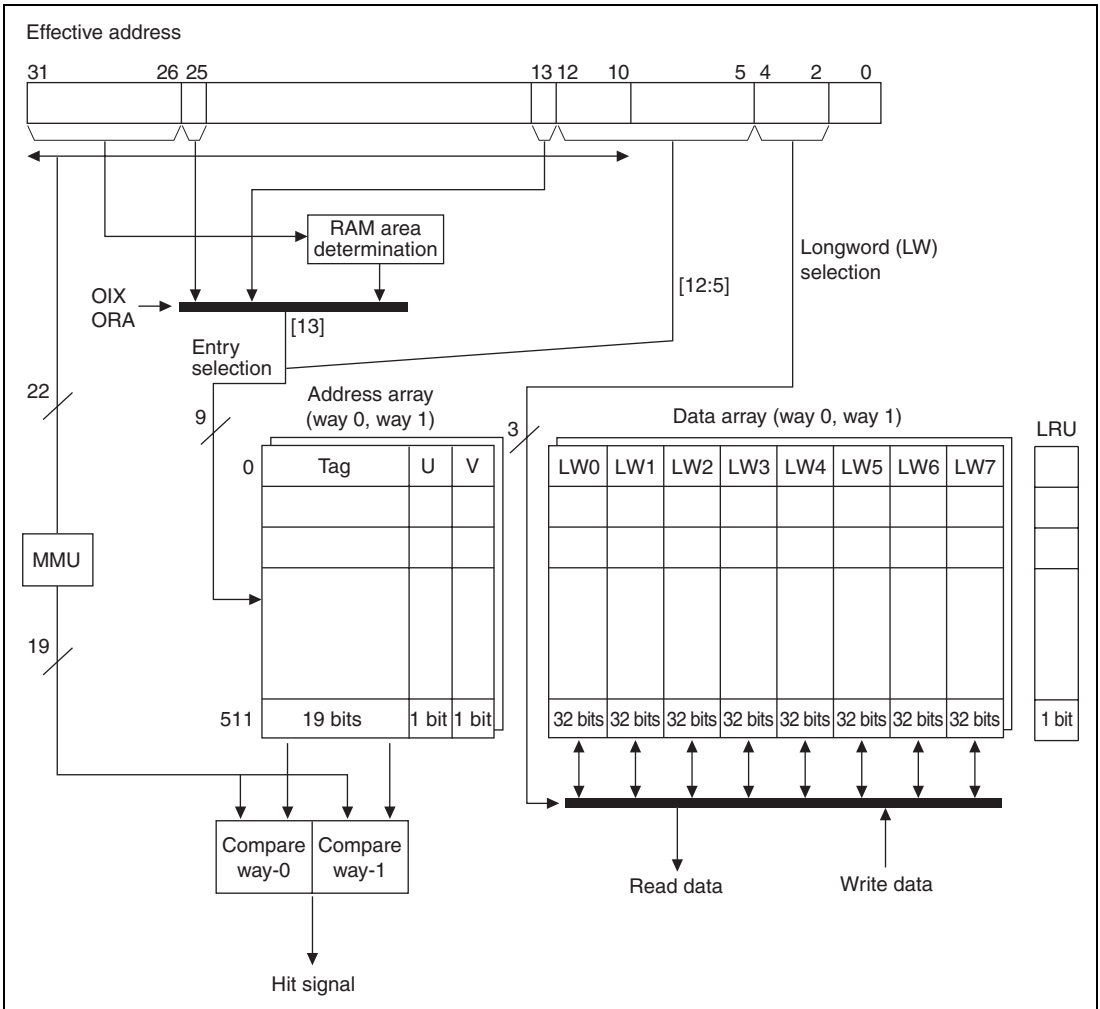 Effective address
31 26 25 13 12 10 5 4 2 0
RAM area
determination
Longword (LW)
selection
[12:5]
OIX
ORA
[13]
Entry
selection
22
9
Address array
(way 0, way 1)
3
Data array (way 0, way 1)
LRU
0 Tag U V LW0 LW1 LW2 LW3 LW4 LW5 LW6 LW7
MMU
19
511 19 bits 1 bit 1 bit 32 bits 32 bits 32 bits 32 bits 32 bits 32 bits 32 bits 32 bits 1 bit
Compare
way-0
Compare
way-1
Read data
Write data
Hit signal